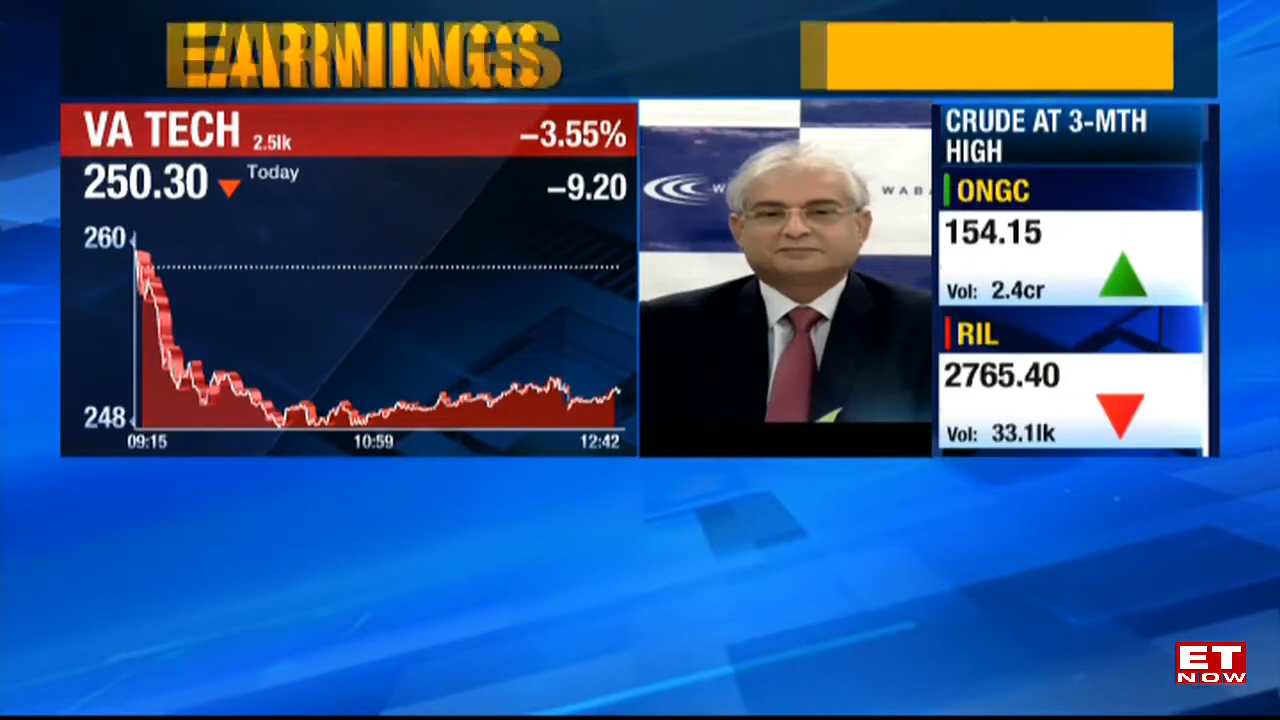 EARNINGS
VA TECH 2.5lk −3.55%
250.30 Today −9.20
260
248
09:15 10:59 12:42
W WABA
CRUDE AT 3-MTH
HIGH
ONGC
154.15
Vol: 2.4cr
RIL
2765.40
Vol: 33.1lk
ET
NOW